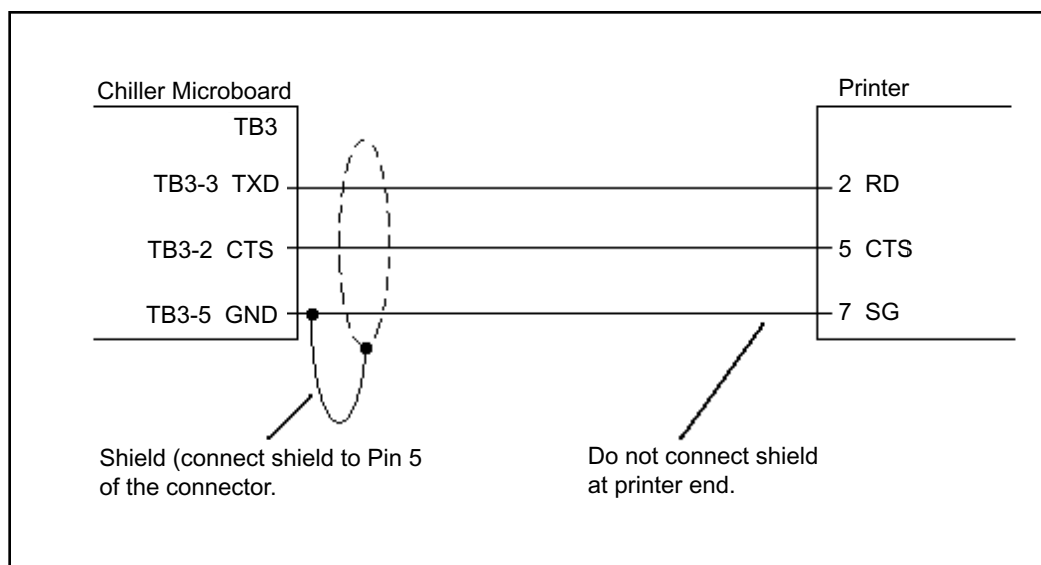 Chiller Microboard
Printer
TB3
TB3-3 TXD
2 RD
TB3-2 CTS
5 CTS
TB3-5 GND
7 SG
Shield (connect shield to Pin 5
of the connector.
Do not connect shield
at printer end.